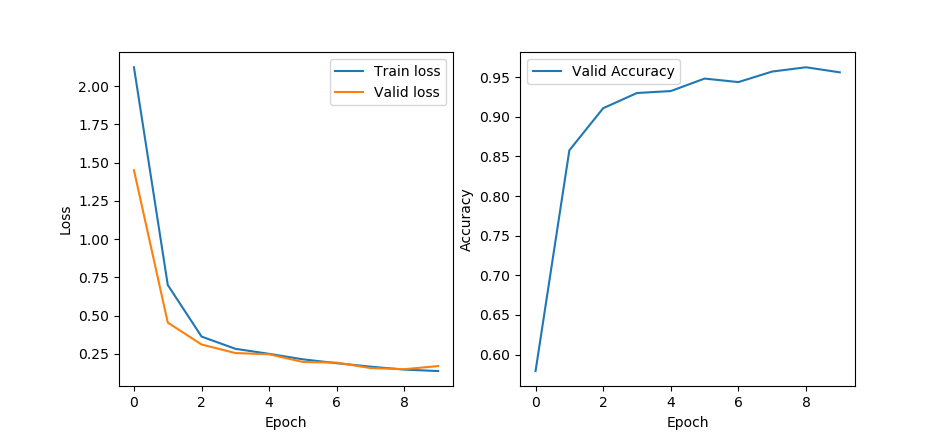 Train loss
Valid loss
2.00
1.75
1.50
1.25
1.00
0.75
0.50
0.25
Loss
0 2 4 6 8
Epoch
Valid Accuracy
0.95
0.90
0.85
0.80
0.75
0.70
0.65
0.60
Accuracy
0 2 4 6 8
Epoch